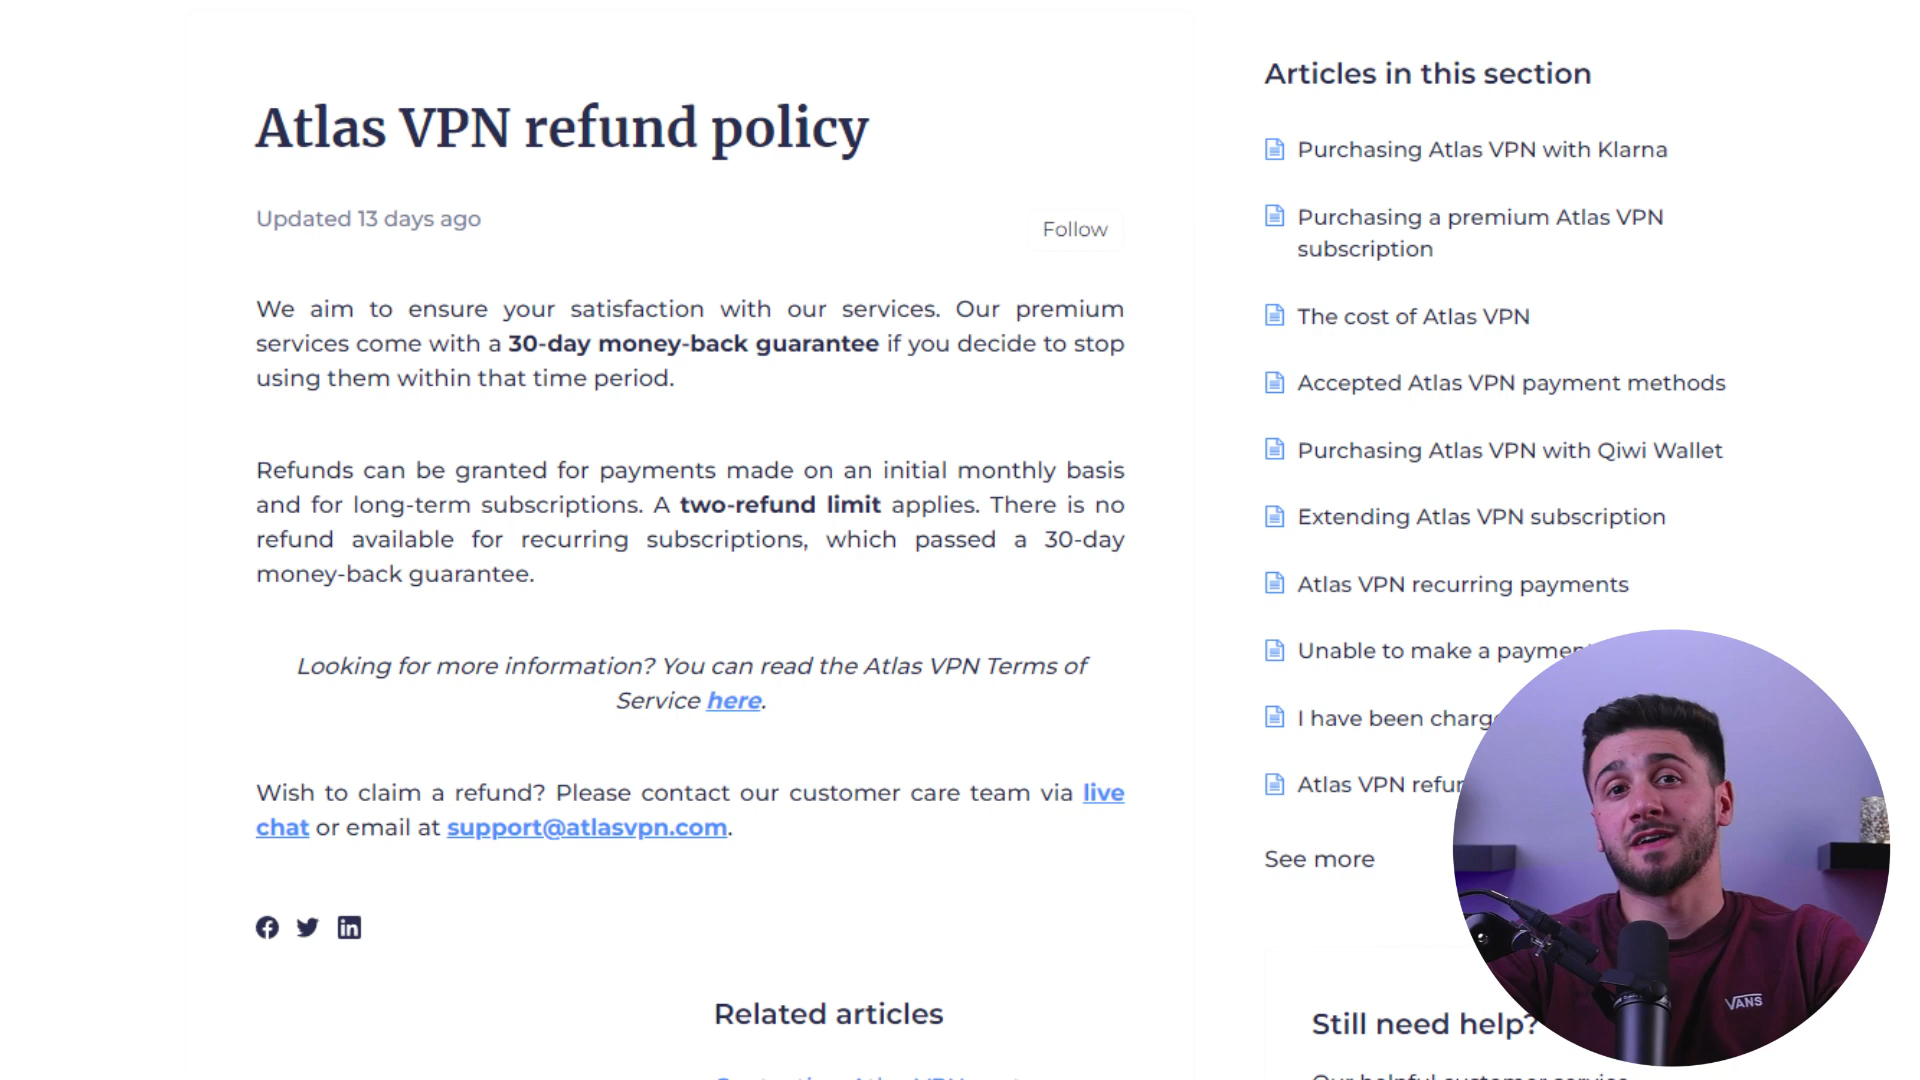 Atlas VPN refund policy
Updated 13 days ago
Follow
We aim to ensure your satisfaction with our services. Our premium
services come with a 30-day money-back guarantee if you decide to stop
using them within that time period.
Refunds can be granted for payments made on an initial monthly basis
and for long-term subscriptions. A two-refund limit applies. There is no
refund available for recurring subscriptions, which passed a 30-day
money-back guarantee.
Looking for more information? You can read the Atlas VPN Terms of
Service here.
Wish to claim a refund? Please contact our customer care team via live
chat or email at support@atlasvpn.com.
Related articles
Articles in this section
Purchasing Atlas VPN with Klarna
Purchasing a premium Atlas VPN
subscription
The cost of Atlas VPN
Accepted Atlas VPN payment methods
Purchasing Atlas VPN with Qiwi Wallet
Extending Atlas VPN subscription
Atlas VPN recurring payments
Unable to make a
I have been
Atlas VPN
See more
Still need help?
VANS